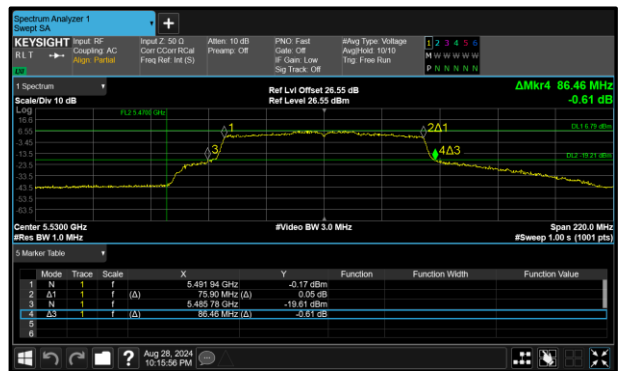 Spectrum Analyzer 1
Swept SA
+
KEYSIGHT Input: RF Input Z: 50 Ω Atten: 10 dB PNO: Fast #Avg Type: Voltage 1 2 3 4 5 6
R L T Coupling: AC Corr CCorr RCal Preamp: Off Gate: Off Avg|Hold: 10/10 M W W W W W
Align: Partial Freq Ref: Int (S) IF Gain: Low Trig: Free Run P N N N N N
Sig Track: Off
1 Spectrum Ref Lvl Offset 26.55 dB ΔMkr4 86.46 MHz
Scale/Div 10 dB Ref Level 26.55 dBm -0.61 dB
Log
16.6 FL2 5.4700 GHz
6.55 1 2Δ1 DL1 6.79 dBm
-3.45
-13.5 3 4Δ3 DL2 -19.21 dBm
-23.5
-33.5
-43.5
-53.5
-63.5
Center 5.5300 GHz #Video BW 3.0 MHz Span 220.0 MHz
#Res BW 1.0 MHz #Sweep 1.00 s (1001 pts)
5 Marker Table
Mode Trace Scale X Y Function Function Width Function Value
1 N 1 f 5.491 94 GHz -0.17 dBm
2 Δ1 1 f (Δ) 75.90 MHz (Δ) 0.05 dB
3 N 1 f 5.485 78 GHz -19.61 dBm
4 Δ3 1 f (Δ) 86.46 MHz (Δ) -0.61 dB
5
6
? Aug 28, 2024
10:15:56 PM